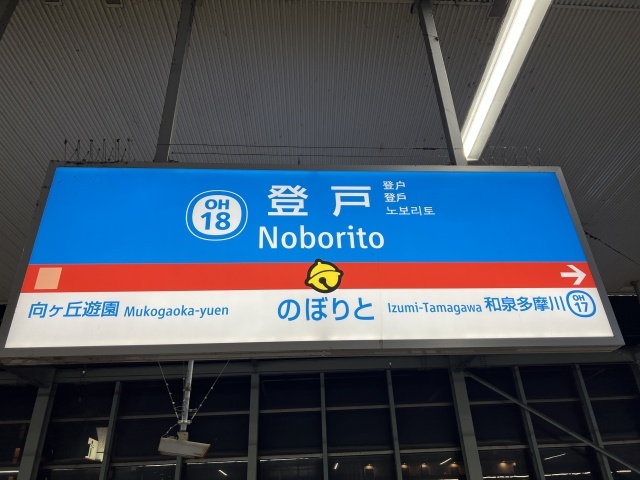 OH
18
登戸
Noborito
登户
登戶
노보리토
向ヶ丘遊園 Mukogaoka-yuen
のぼりと
Izumi-Tamagawa 和泉多摩川
OH
17